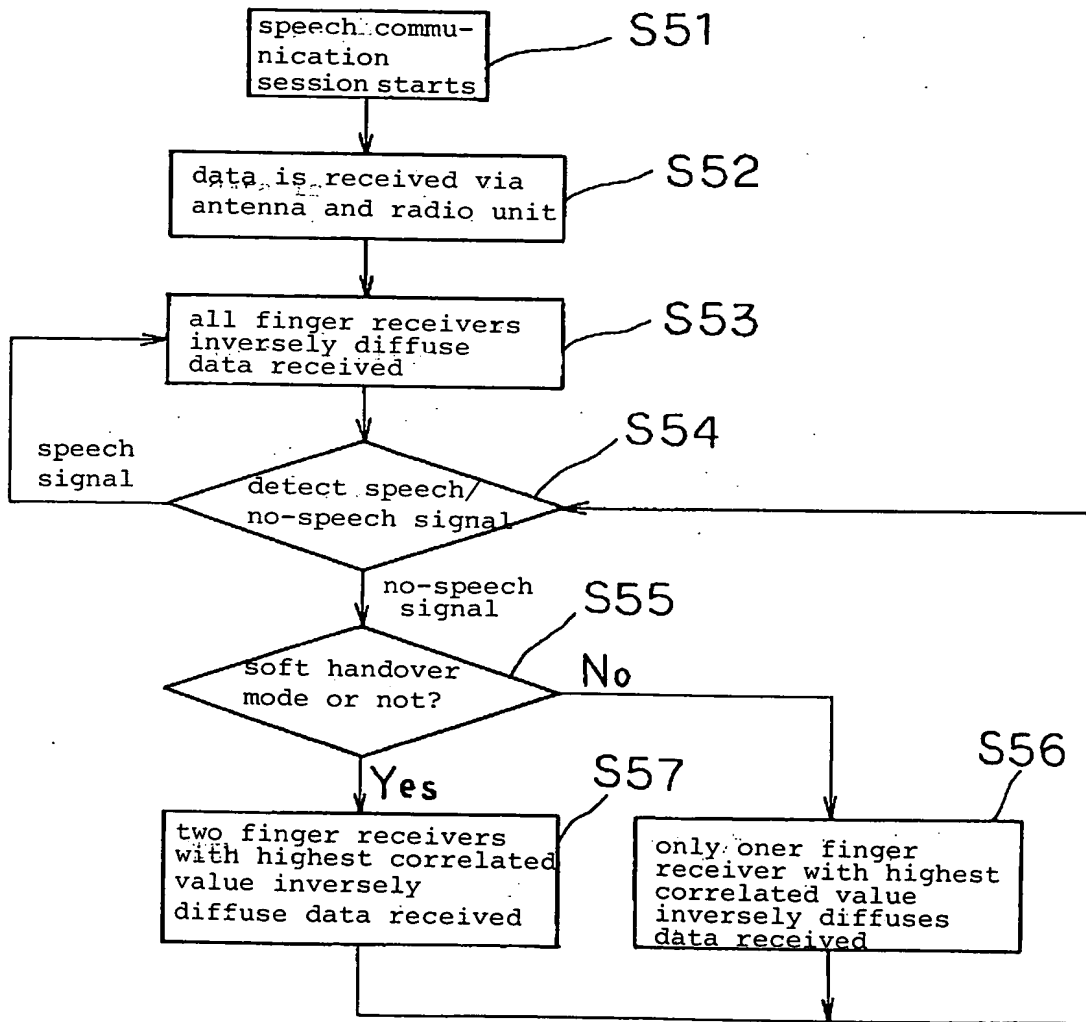 speech commu-
nication
session starts
S51
data is received via
antenna and radio unit
S52
all finger receivers
inversely diffuse
data received
S53
speech
signal
detect speech/
no-speech signal
S54
no-speech
signal
soft handover
mode or not?
S55
No
Yes
two finger receivers
with highest correlated
value inversely
diffuse data received
S57
only oner finger
receiver with highest
correlated value
inversely diffuses
data received
S56